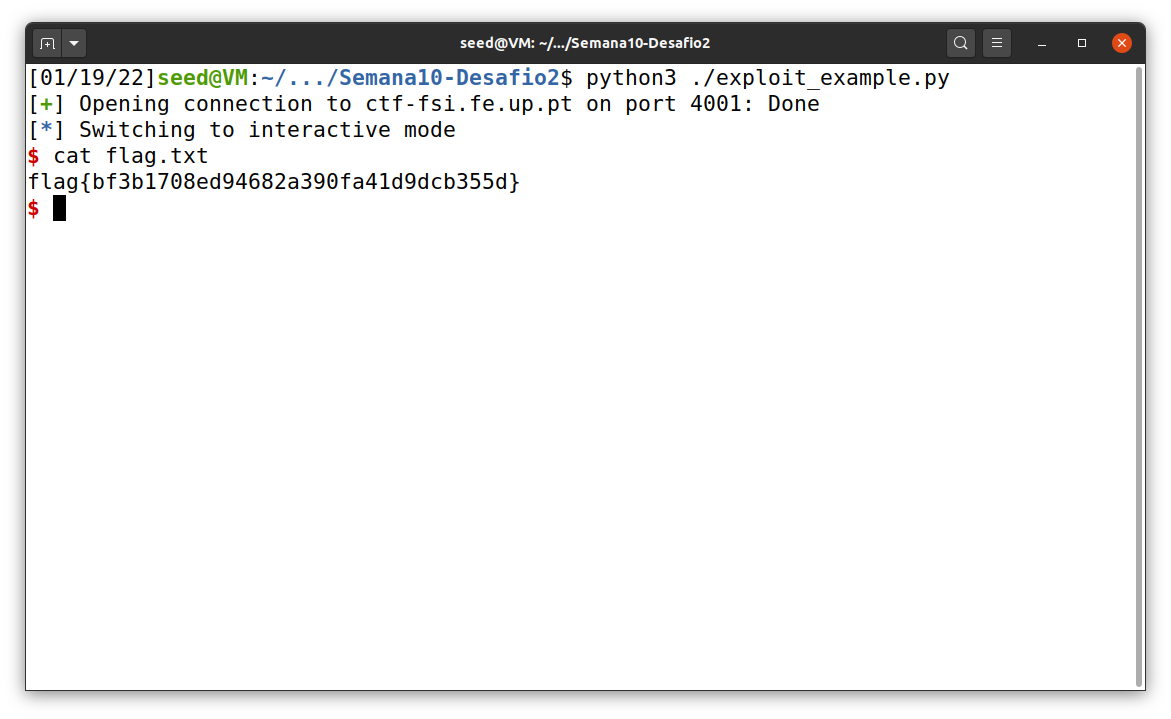 seed@VM: ~/.../Semana10-Desafio2
[01/19/22]seed@VM:~/.../Semana10-Desafio2$ python3 ./exploit_example.py
[+] Opening connection to ctf-fsi.fe.up.pt on port 4001: Done
[*] Switching to interactive mode
$ cat flag.txt
flag{bf3b1708ed94682a390fa41d9dcb355d}
$